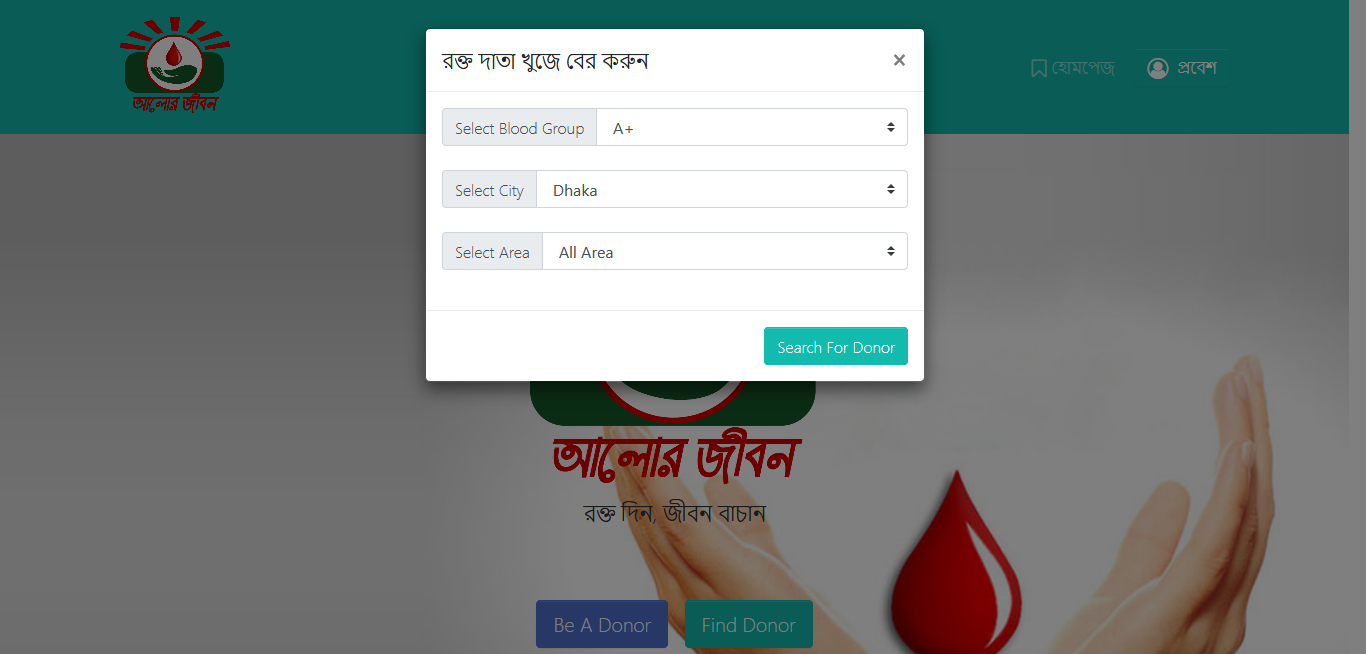 রক্ত দাতা খুজে বের করুন ×
আলোর জীবন
হোমপেজ
প্রবেশ
Select Blood Group A+
Select City Dhaka
Select Area All Area
Search For Donor
আলোর জীবন
রক্ত দিন, জীবন বাচান
Be A Donor
Find Donor